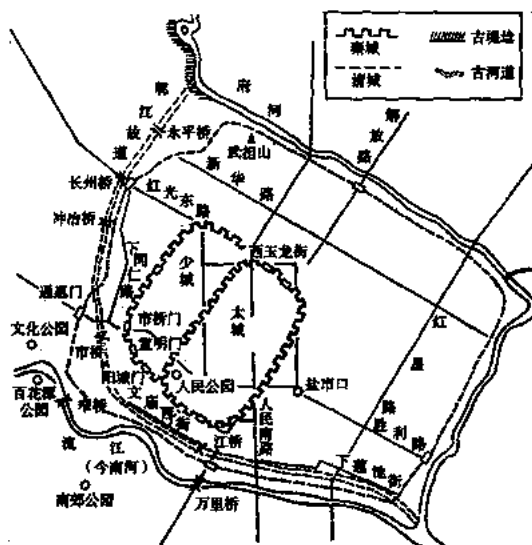 秦城
清城
古堤埝
古河道
府河
郫江故道
永平桥
武担山
解放路
长州桥
红光东路
新华路
冲治桥
下同仁路
少城
西玉龙街
太城
通惠门
市桥门
宣明门
文化公园
市桥
阳城门
人民公园
红星路
盐市口
百花潭公园
文庙西街
江桥
人民南路
胜利路
流江
(今南河)
下莲池街
南郊公园
万里桥